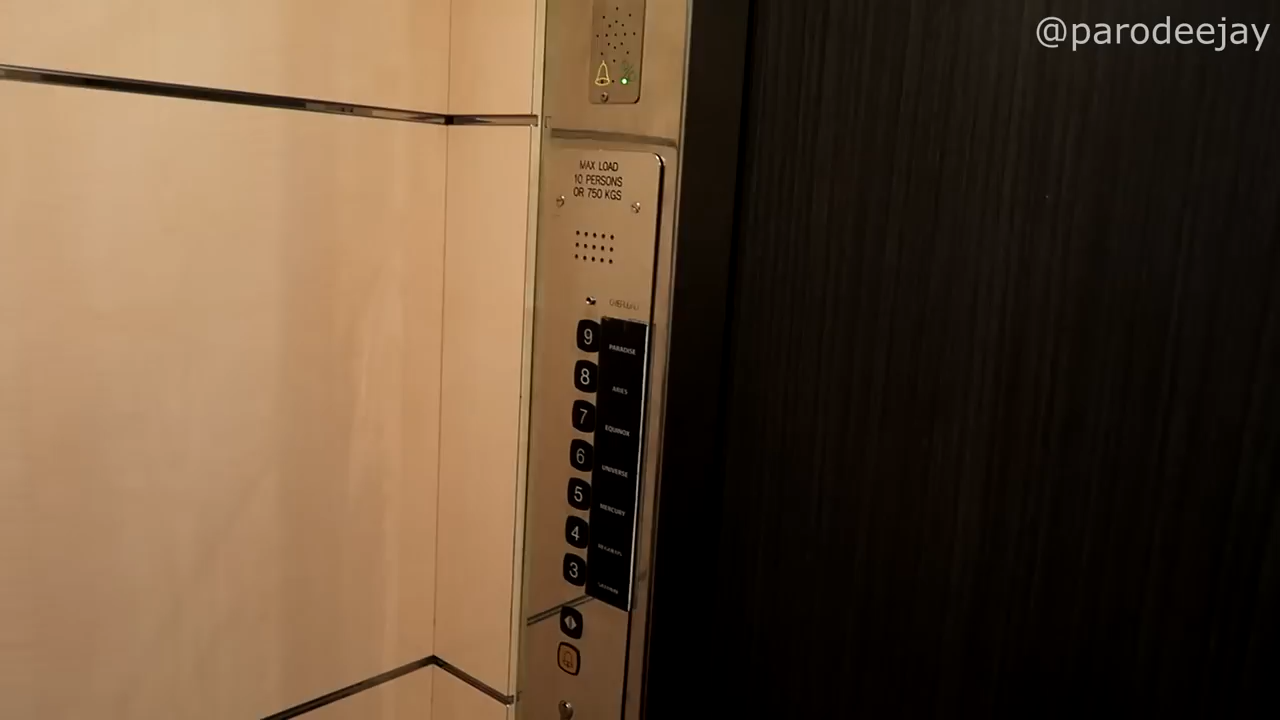 @parodeejay
MAX LOAD
10 PERSONS
OR 750 KGS
9 PARADISE
8 ARIES
7 EQUINOX
6 UNIVERSE
5 MERCURY
4
3